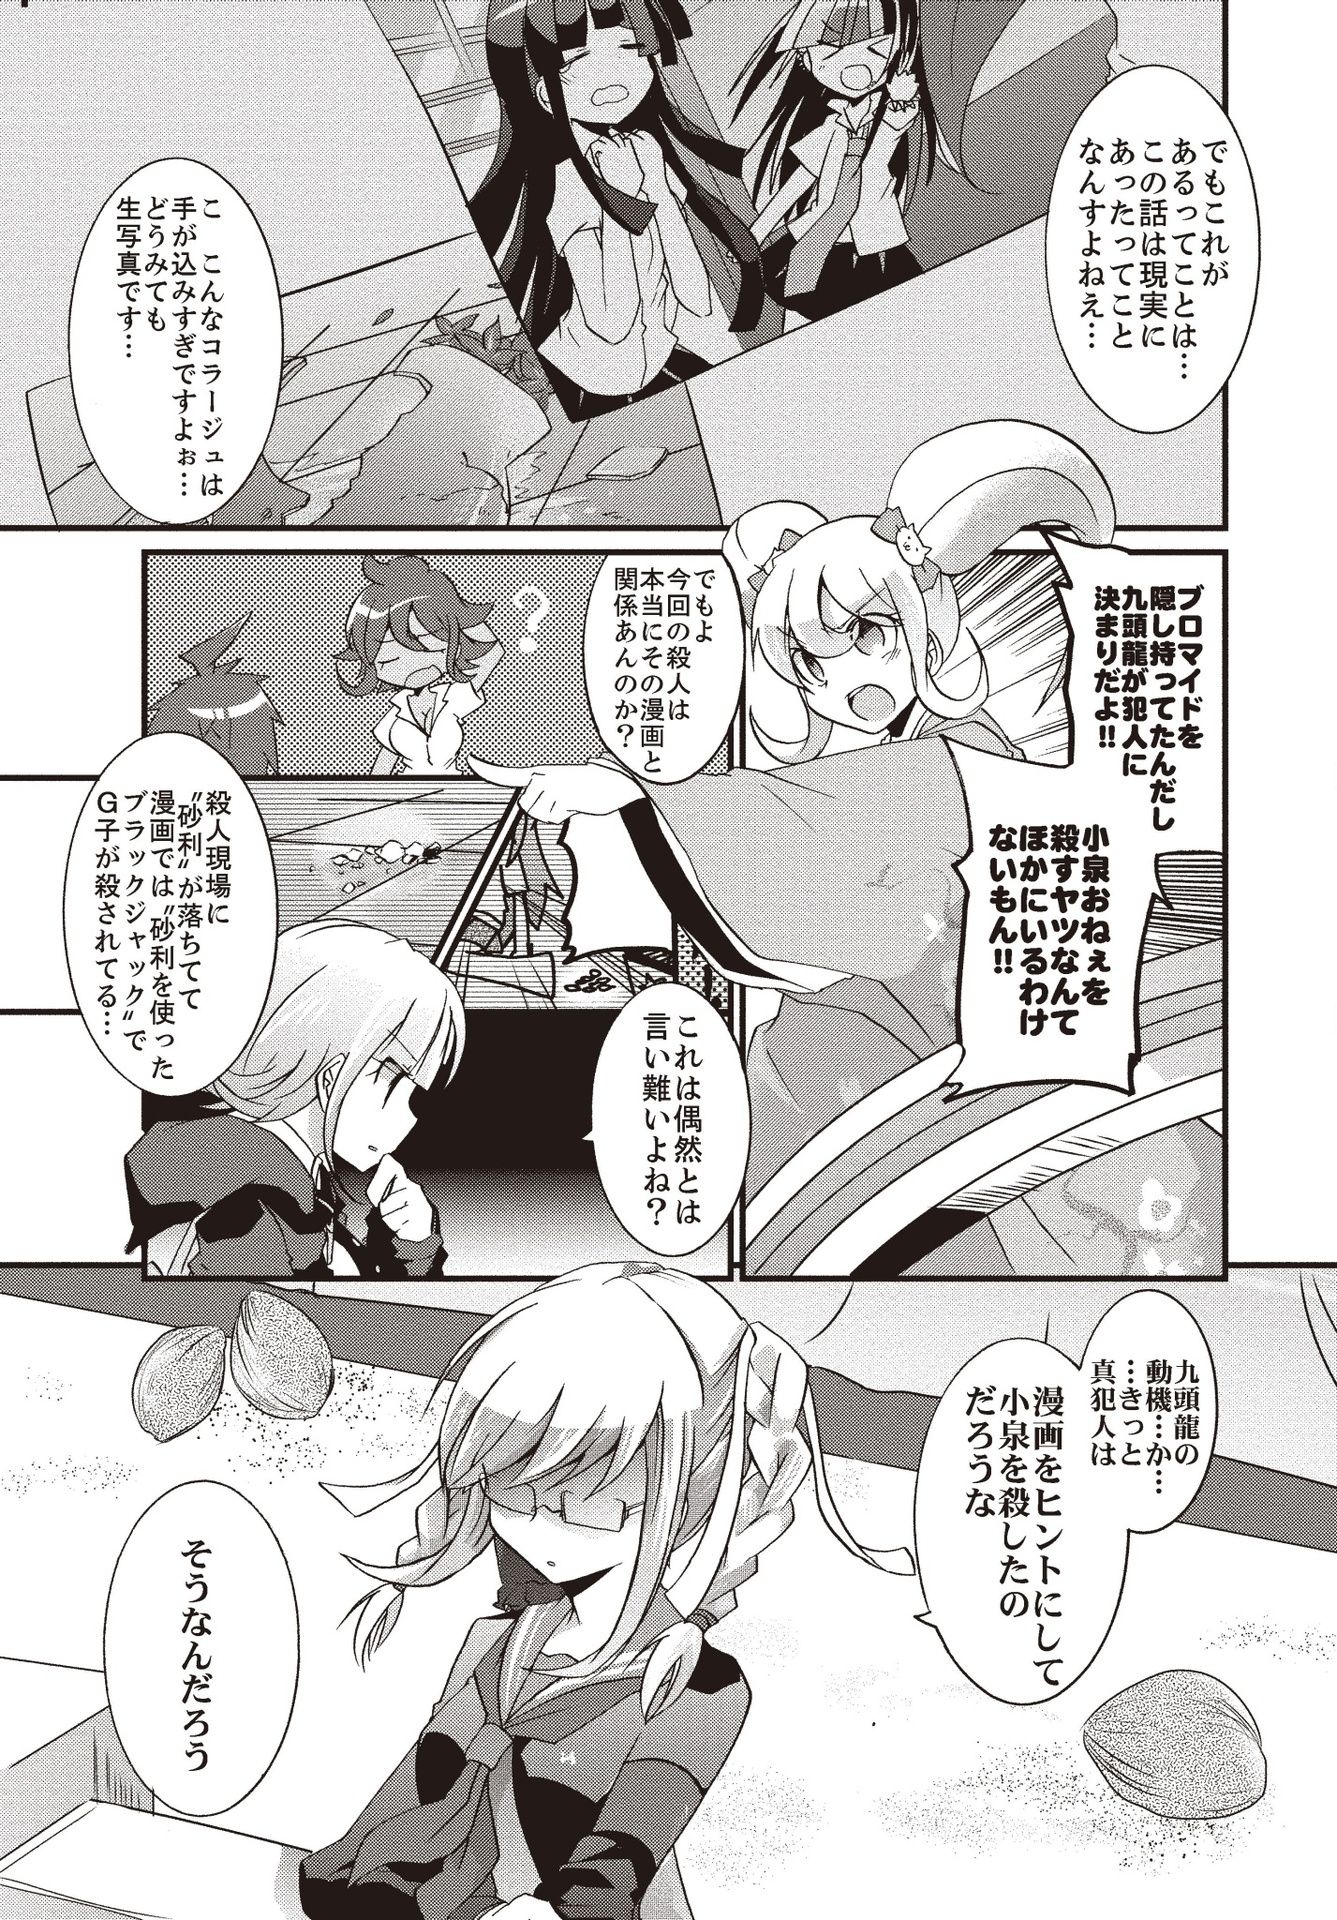 でもこれが
あるってことは…
この話は現実に
あったってこと
なんすよねえ…
こ こんなコラージュは
手が込みすぎですよぉ…
どうみても
生写真です…
ブロマイドを
隠し持ってたんだし
九頭龍が犯人に
決まりだよ!!
小泉おねぇを
殺すヤツなんて
ほかにいるわけ
ないもん!!
でもよ
今回の殺人は
本当にその漫画と
関係あんのか?
?
殺人現場に
〝砂利〟が落ちてて
漫画では〝砂利を使った
ブラックジャック〟で
G子が殺されてる…
これは偶然とは
言い難いよね?
九頭龍の
動機…か…
…きっと
真犯人は
漫画をヒントにして
小泉を殺したの
だろうな
そうなんだろう